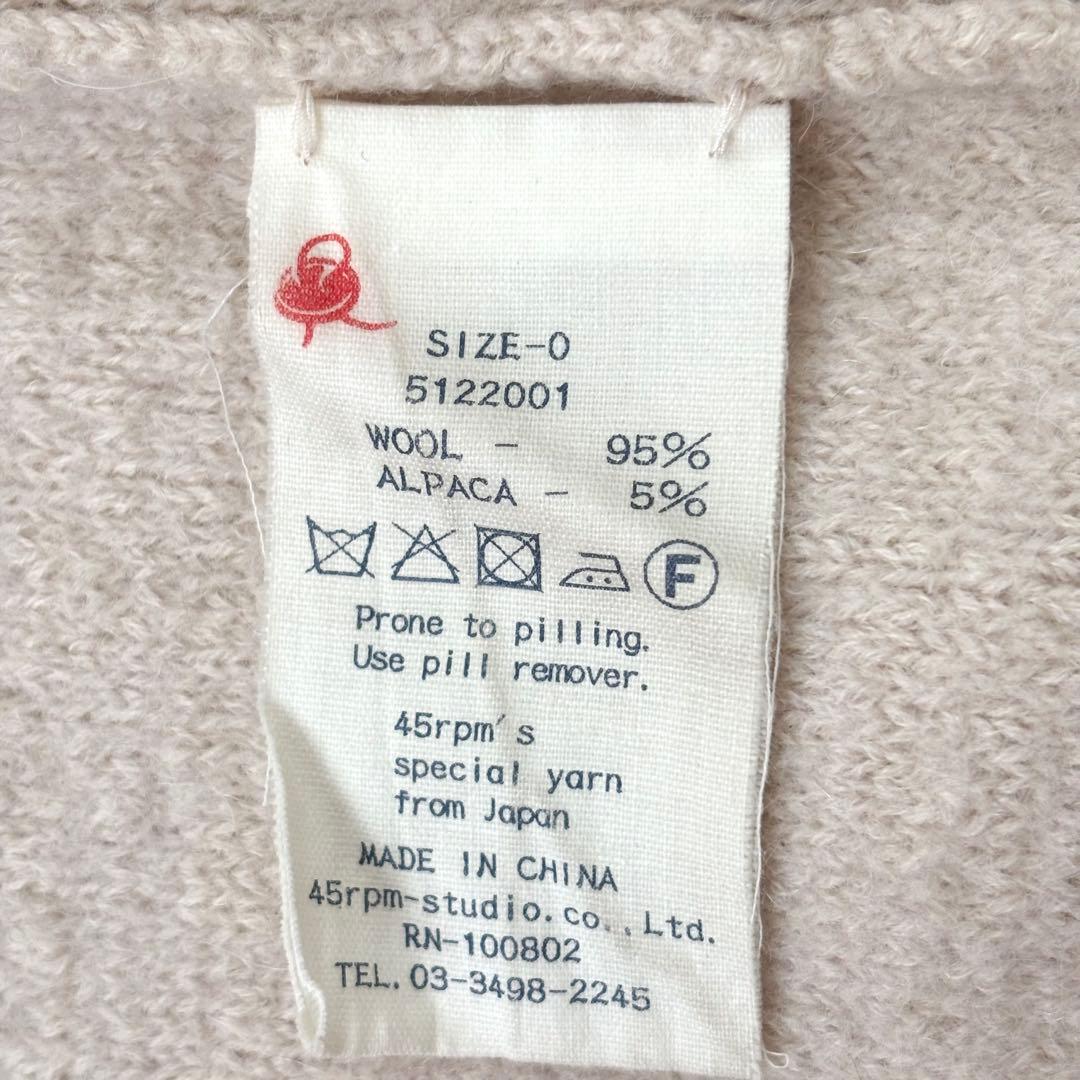 SIZE-0
5122001
WOOL - 95%
ALPACA - 5%
F
Prone to pilling.
Use pill remover.
45rpm's
special yarn
from Japan
MADE IN CHINA
45rpm-studio.co.,Ltd.
RN-100802
TEL.03-3498-2245